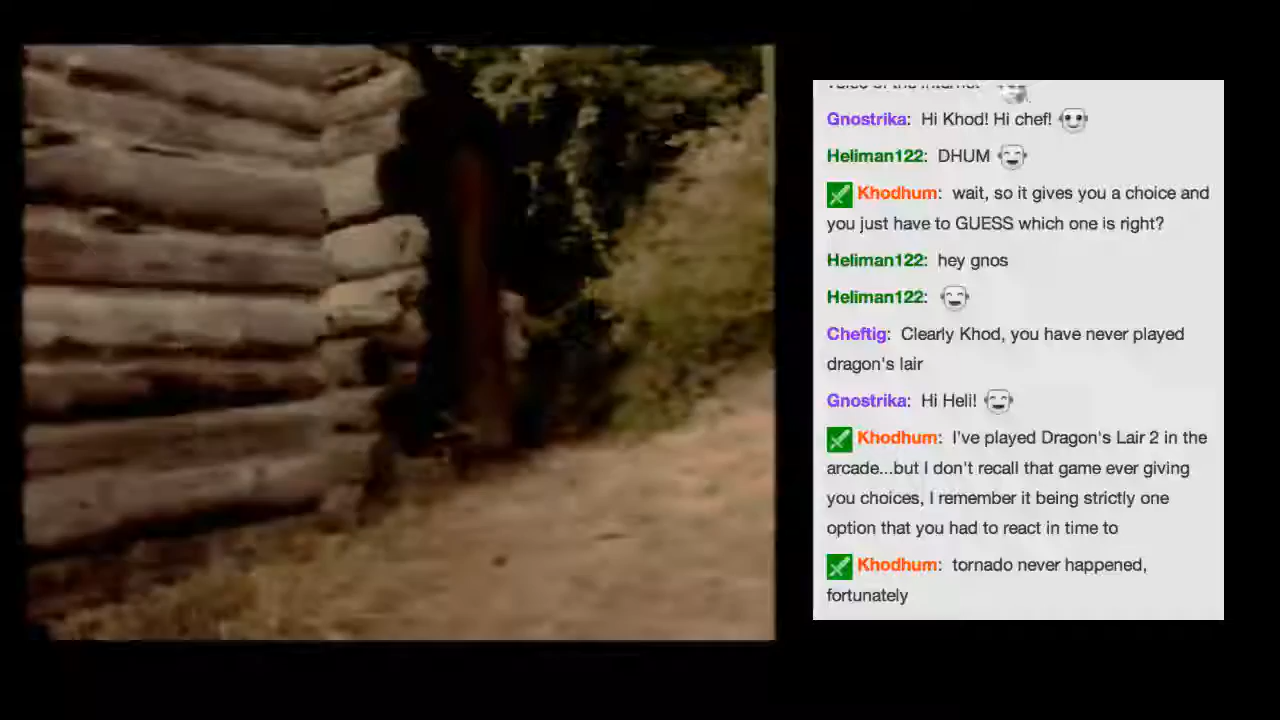 Gnostrika: Hi Khod! Hi chef!
Heliman122: DHUM
Khodhum: wait, so it gives you a choice and
you just have to GUESS which one is right?
Heliman122: hey gnos
Heliman122:
Cheftig: Clearly Khod, you have never played
dragon's lair
Gnostrika: Hi Heli!
Khodhum: I've played Dragon's Lair 2 in the
arcade...but I don't recall that game ever giving
you choices, I remember it being strictly one
option that you had to react in time to
Khodhum: tornado never happened,
fortunately